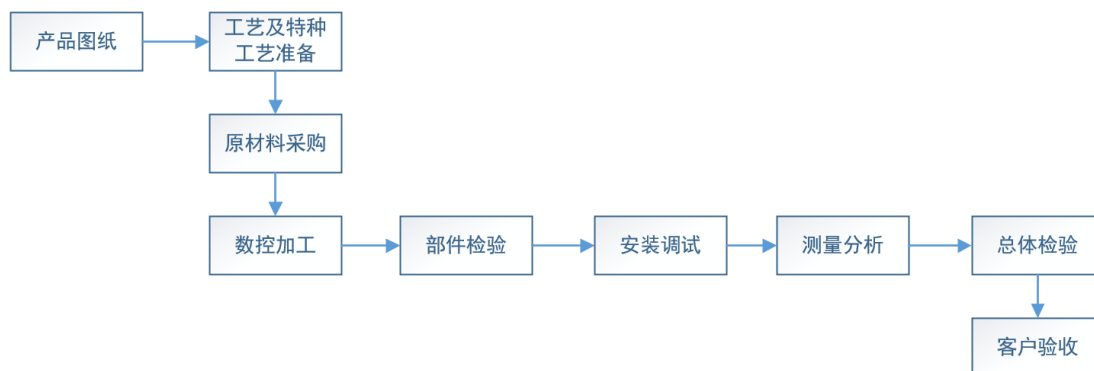 产品图纸
工艺及特种
工艺准备
原材料采购
数控加工
部件检验
安装调试
测量分析
总体检验
客户验收